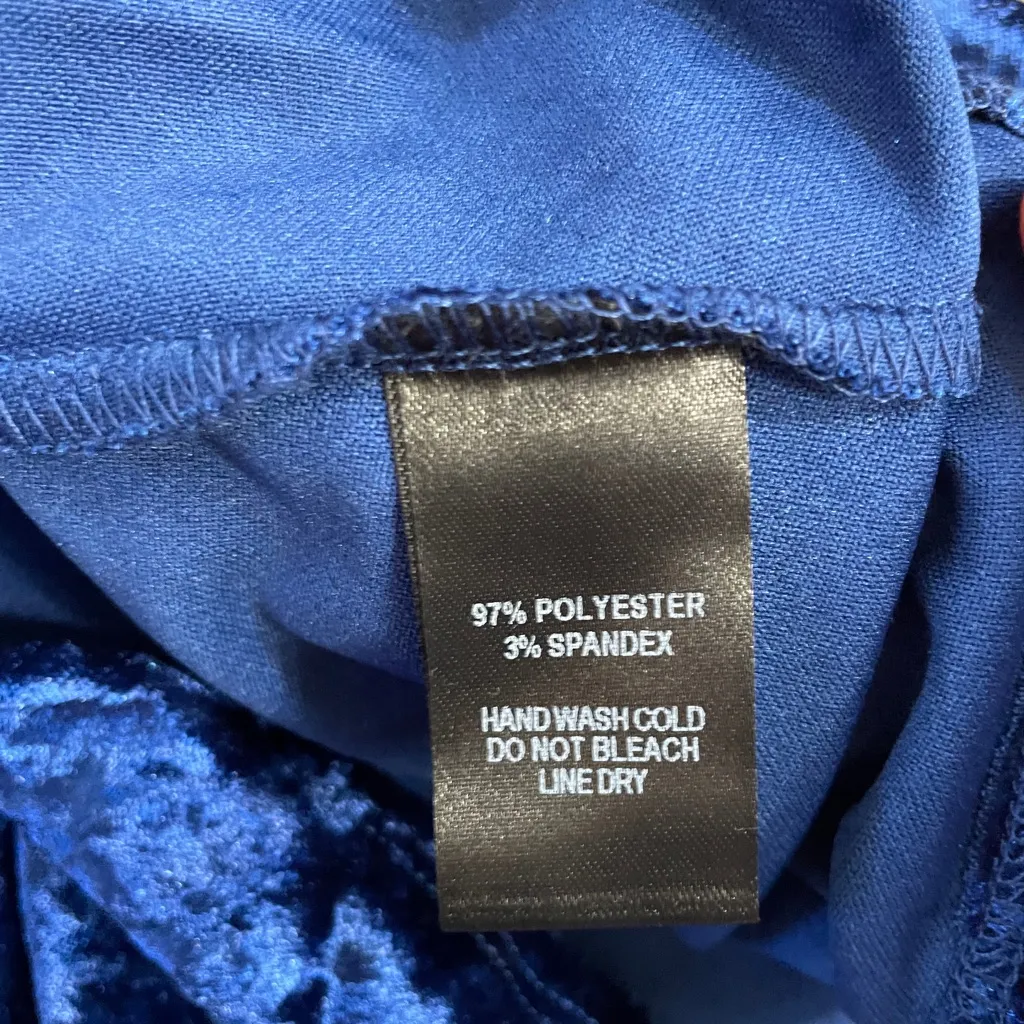 97% POLYESTER
3% SPANDEX
HAND WASH COLD
DO NOT BLEACH
LINE DRY